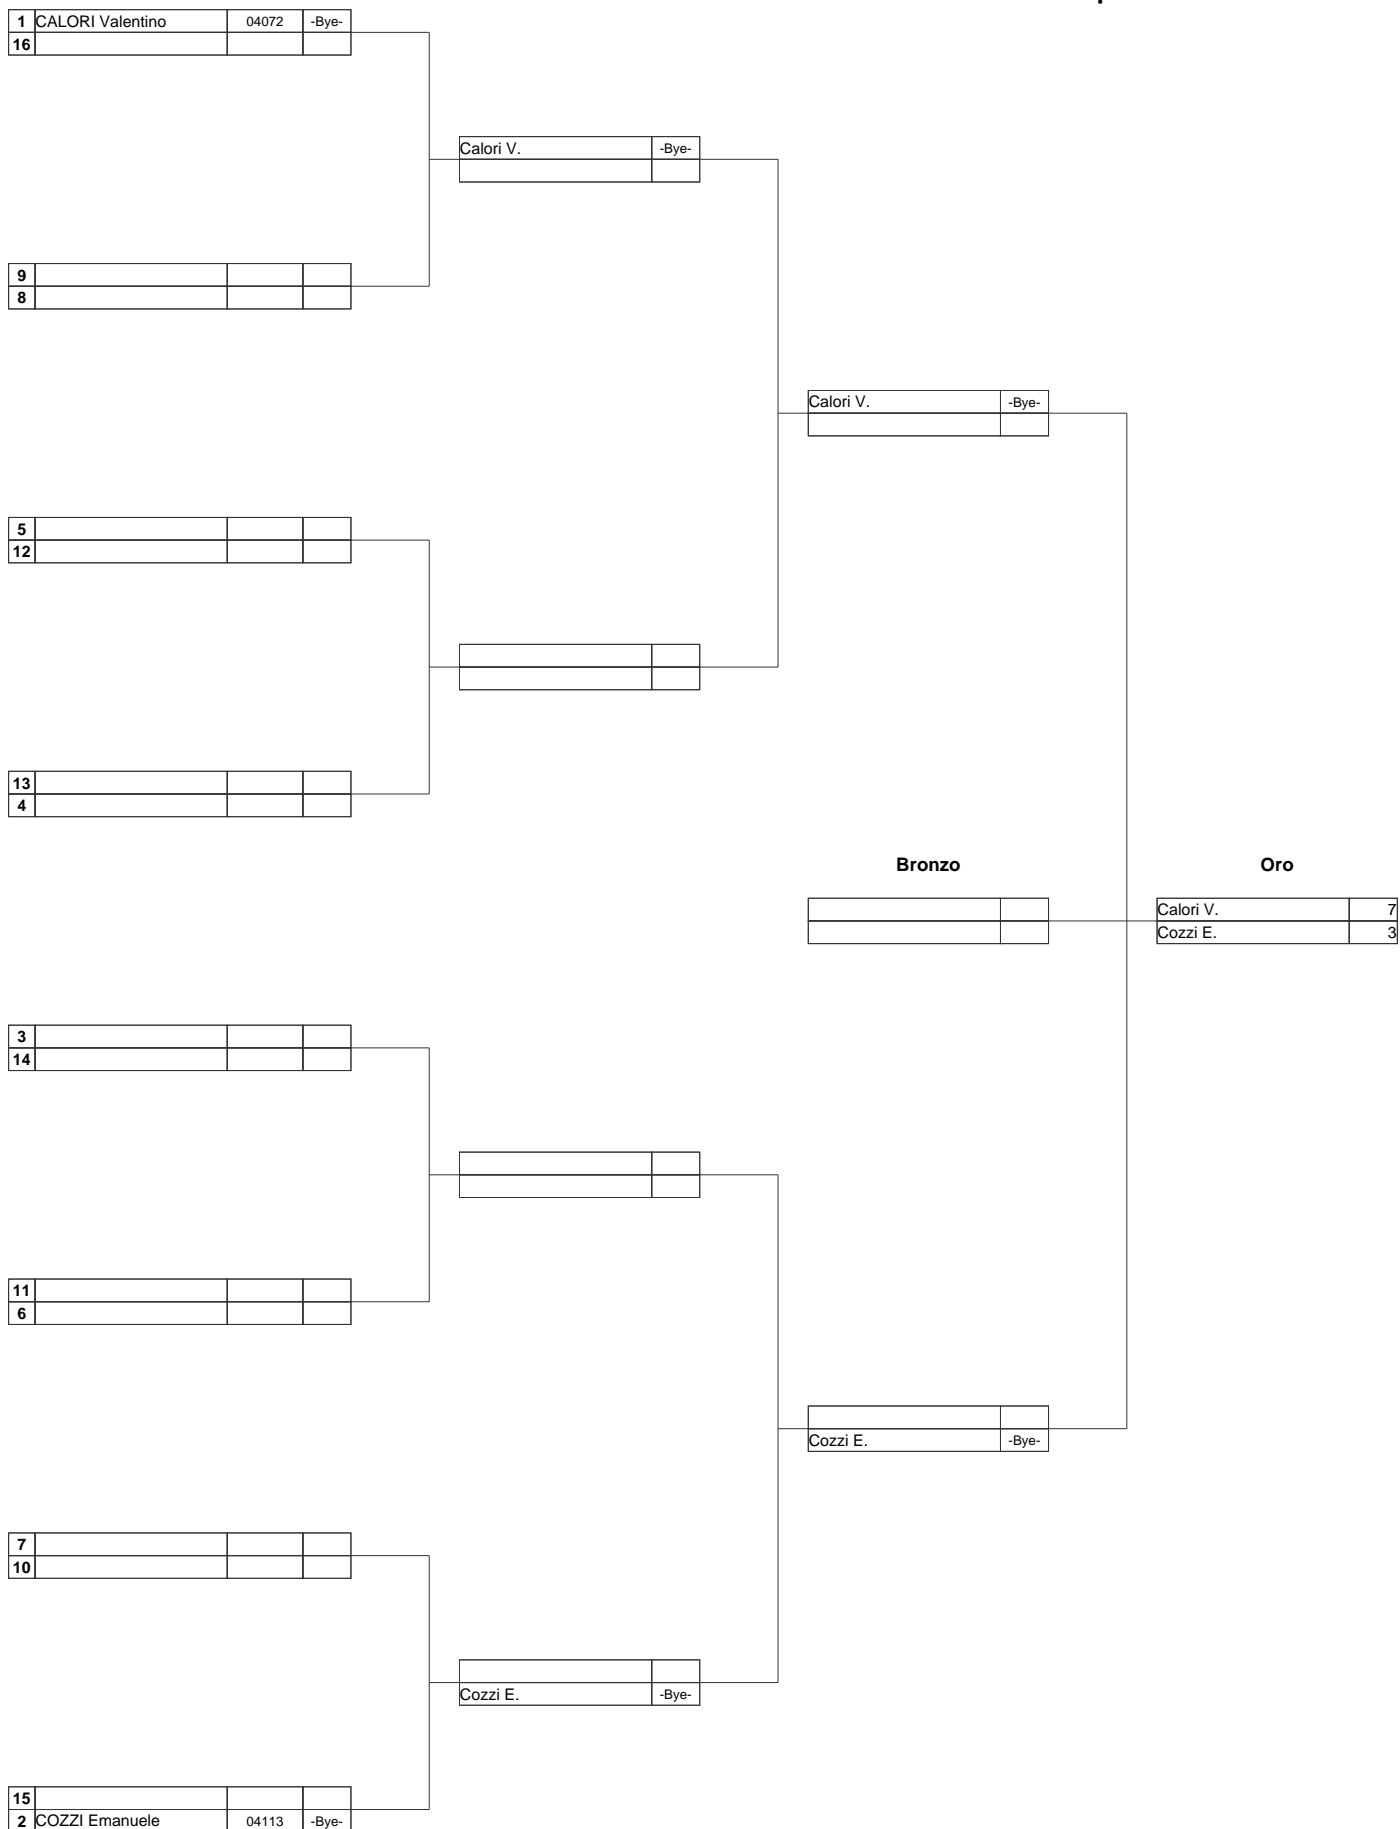 1 CALORI Valentino 04072 -Bye-
16
Calori V. -Bye-
9
8
Calori V. -Bye-
5
12
13
4
Bronzo Oro
Calori V. 7
Cozzi E. 3
3
14
11
6
Cozzi E. -Bye-
7
10
Cozzi E. -Bye-
15
2 COZZI Emanuele 04113 -Bye-